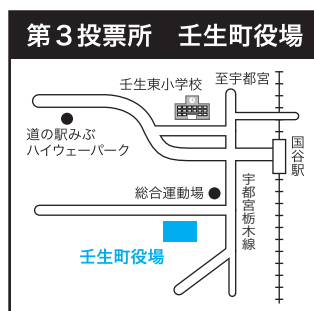 第3投票所　壬生町役場
壬生東小学校
至宇都宮
道の駅みぶ
ハイウェーパーク
国谷駅
総合運動場
宇都宮栃木線
壬生町役場